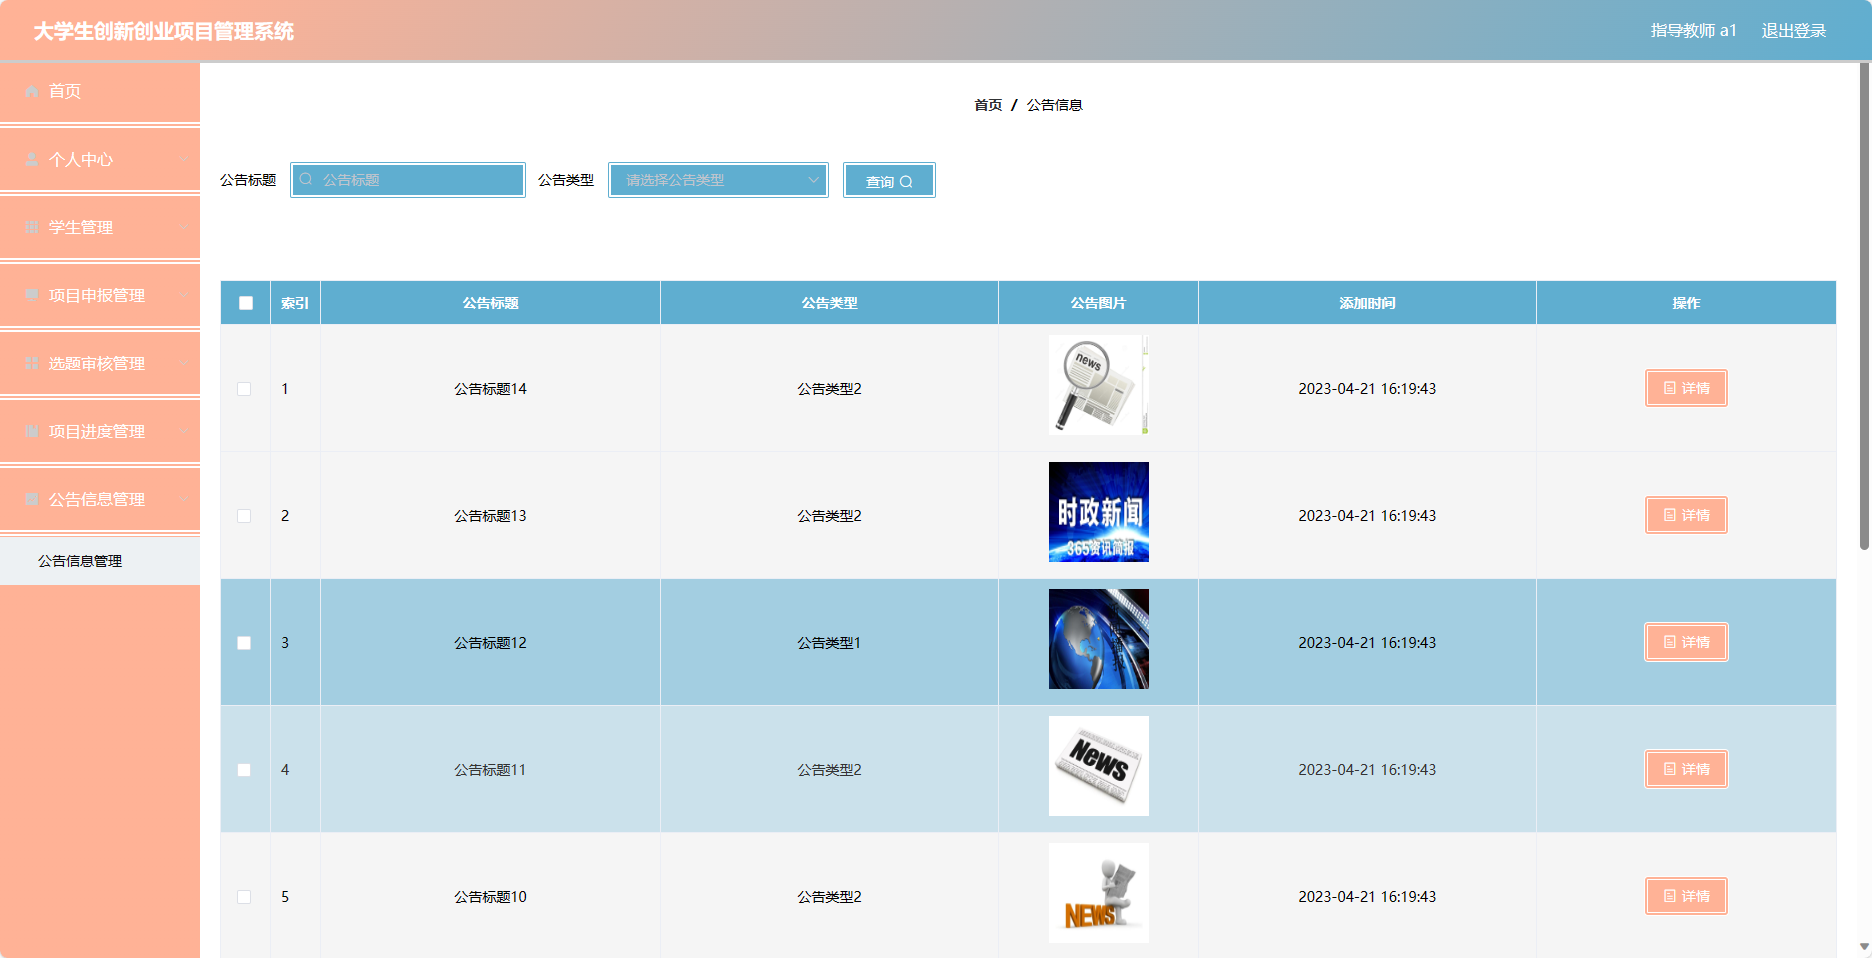 大学生创新创业项目管理系统
指导教师 a1 退出登录
首页
个人中心
学生管理
项目申报管理
选题审核管理
项目进度管理
公告信息管理
公告信息管理
首页 / 公告信息
公告标题 公告标题 公告类型 请选择公告类型 查询
索引 公告标题 公告类型 公告图片 添加时间 操作
news
1 公告标题14 公告类型2 2023-04-21 16:19:43 详情
时政新闻
2 公告标题13 公告类型2 2023-04-21 16:19:43 详情
365资讯简报
3 公告标题12 公告类型1 2023-04-21 16:19:43 详情
News
4 公告标题11 公告类型2 2023-04-21 16:19:43 详情
5 公告标题10 公告类型2 2023-04-21 16:19:43 详情
NEWS